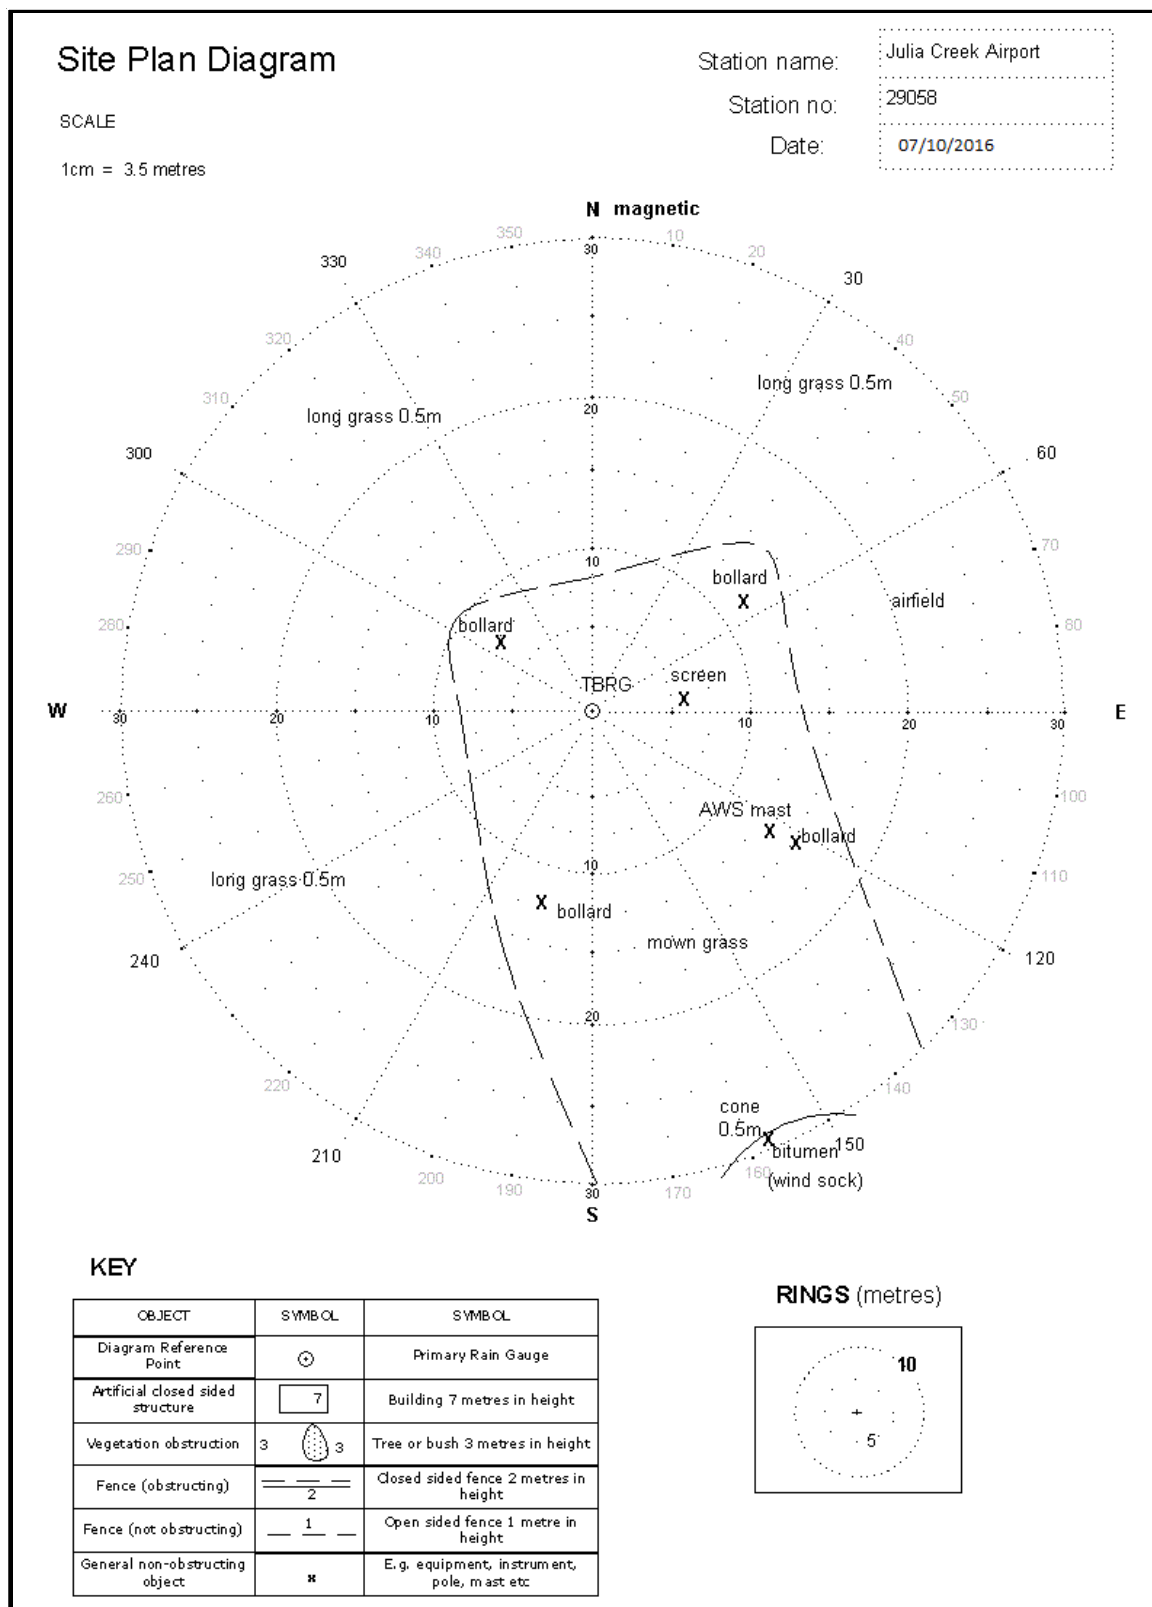 Site Plan Diagram
Station name: Julia Creek Airport
Station no: 29058
Date: 07/10/2016
SCALE
1cm = 3.5 metres
N magnetic
350
10
340
30
20
330
30
320
40
310
50
long grass 0.5m
20
long grass 0.5m
300
60
290
70
10
bollard
airfield
280
80
bollard
screen
TBRG
W
30
20
10
10
20
30
E
260
100
AWS mast
bollard
10
250
110
long grass 0.5m
bollard
mown grass
240
120
20
130
220
140
cone
0.5m
150
210
bitumen
200
160
190
30
170
(wind sock)
S
KEY
OBJECT SYMBOL SYMBOL
Diagram Reference
Point
Primary Rain Gauge
Artificial closed sided
structure
7
Building 7 metres in height
Vegetation obstruction
3 3
Tree or bush 3 metres in height
Fence (obstructing)
2
Closed sided fence 2 metres in
height
Fence (not obstructing)
1
Open sided fence 1 metre in
height
General non-obstructing
object
x
E.g. equipment, instrument,
pole, mast etc
RINGS (metres)
10
5